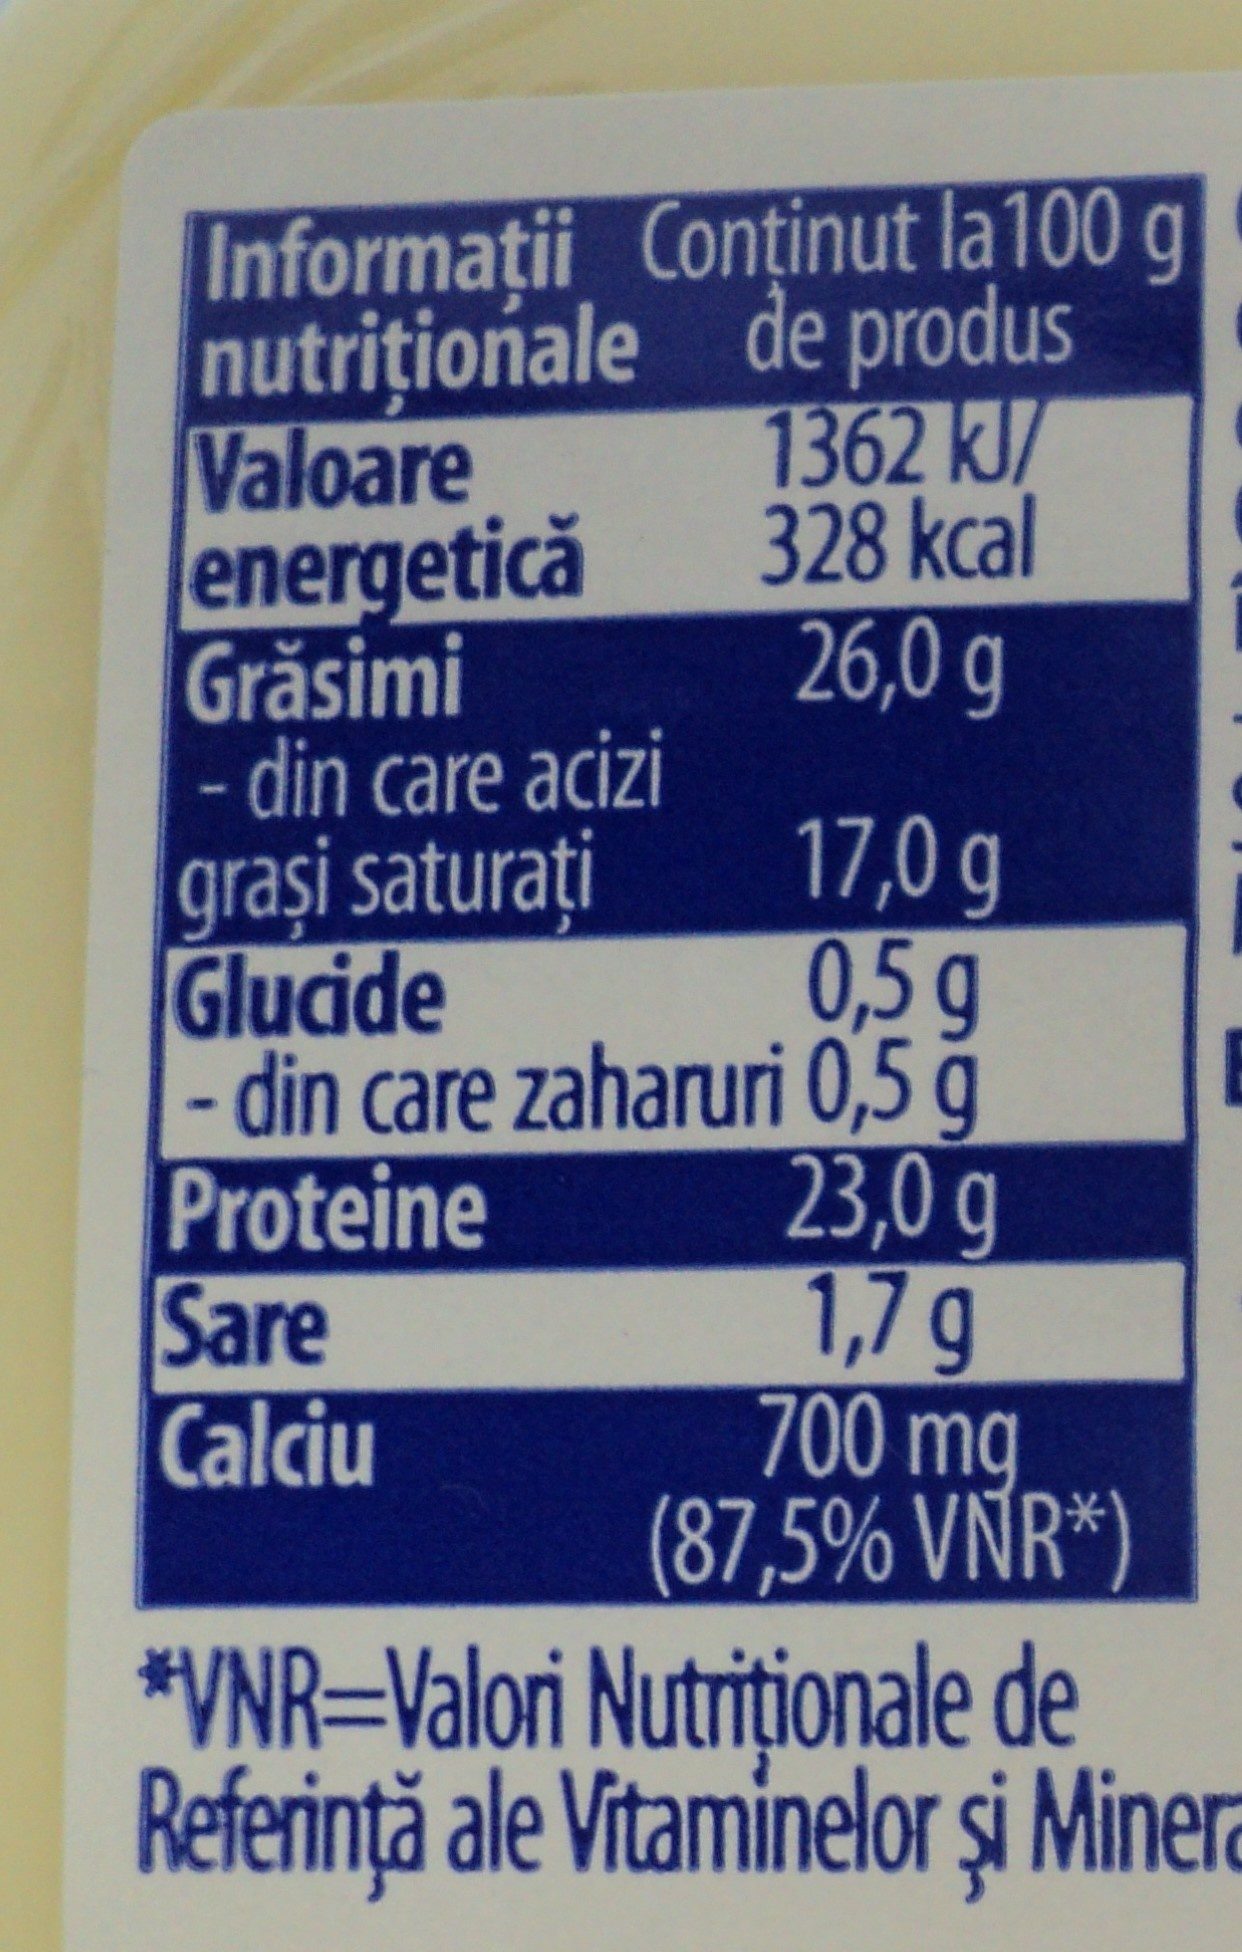 Informații Conținut la 100 g
nutriționale de produs
Valoare 1362 kJ/
energetică 328 kcal
Grăsimi 26,0 g
- din care acizi
grași saturați 17,0 g
Glucide 0,5 g
- din care zaharuri 0,5 g
Proteine 23,0 g
Sare 1,7 g
Calciu 700 mg
(87,5% VNR*)
*VNR=Valori Nutriționale de
Referință ale Vitaminelor și Minera